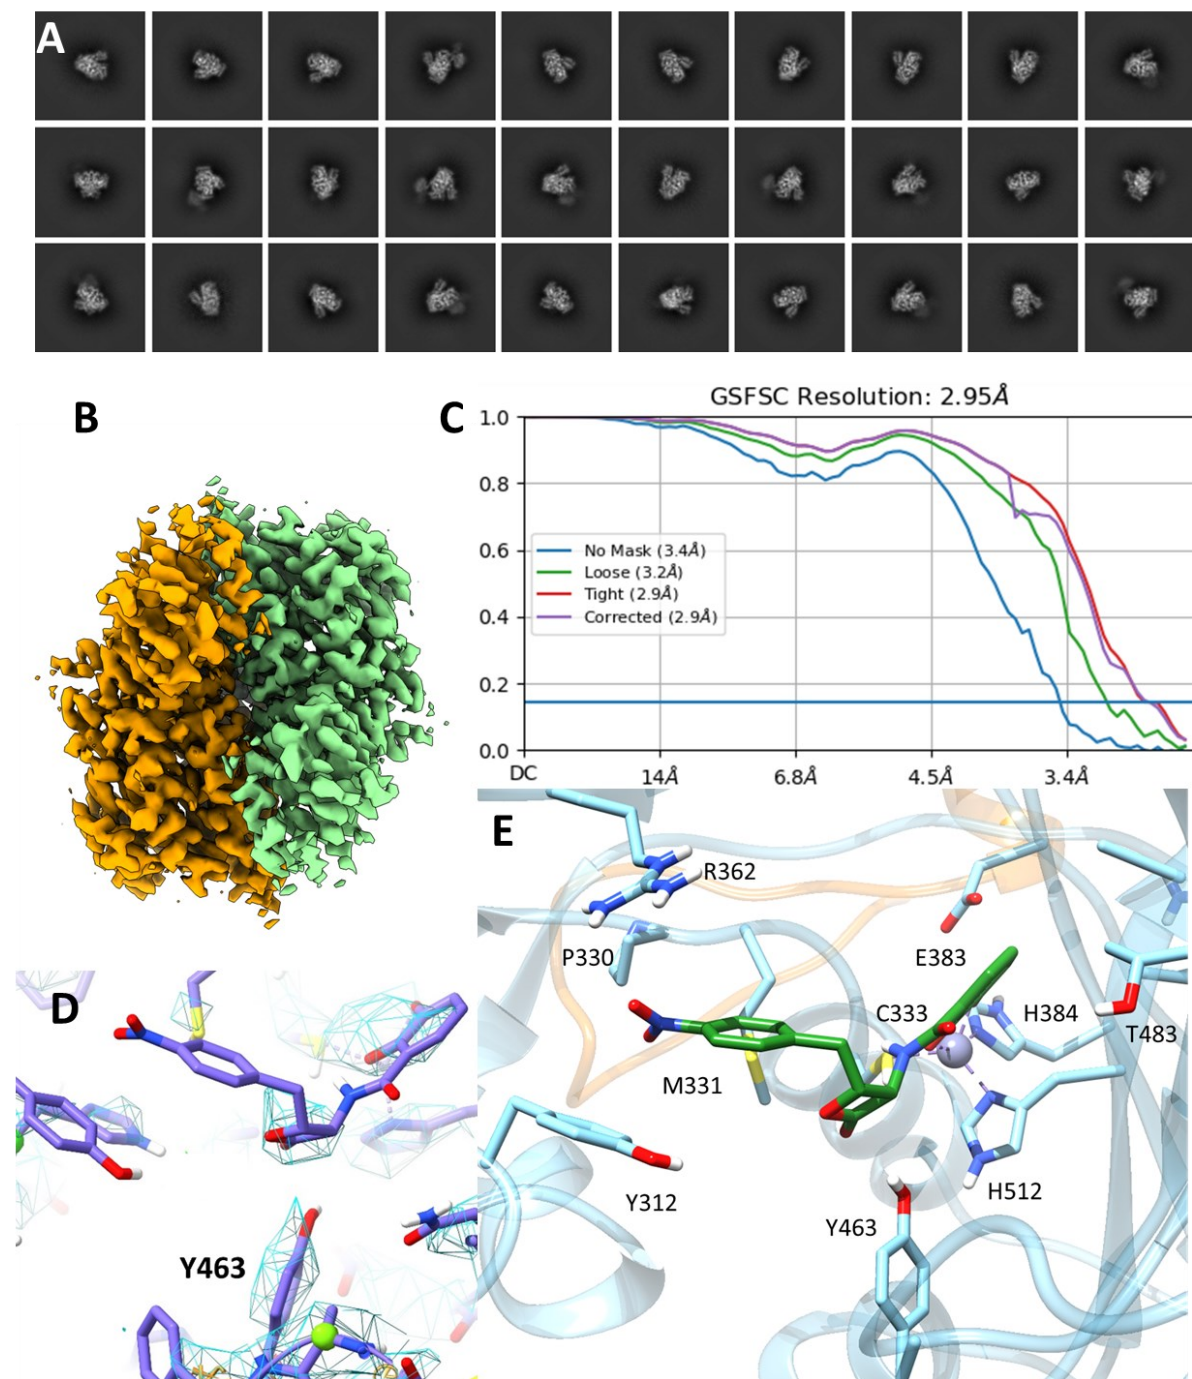 A
B
C
GSFSC Resolution: 2.95Å
1.0
0.8
0.6
0.4
0.2
0.0
No Mask (3.4Å)
Loose (3.2Å)
Tight (2.9Å)
Corrected (2.9Å)
DC
14Å
6.8Å
4.5Å
3.4Å
D
Y463
E
R362
P330
E383
C333
H384
T483
M331
Y312
H512
Y463